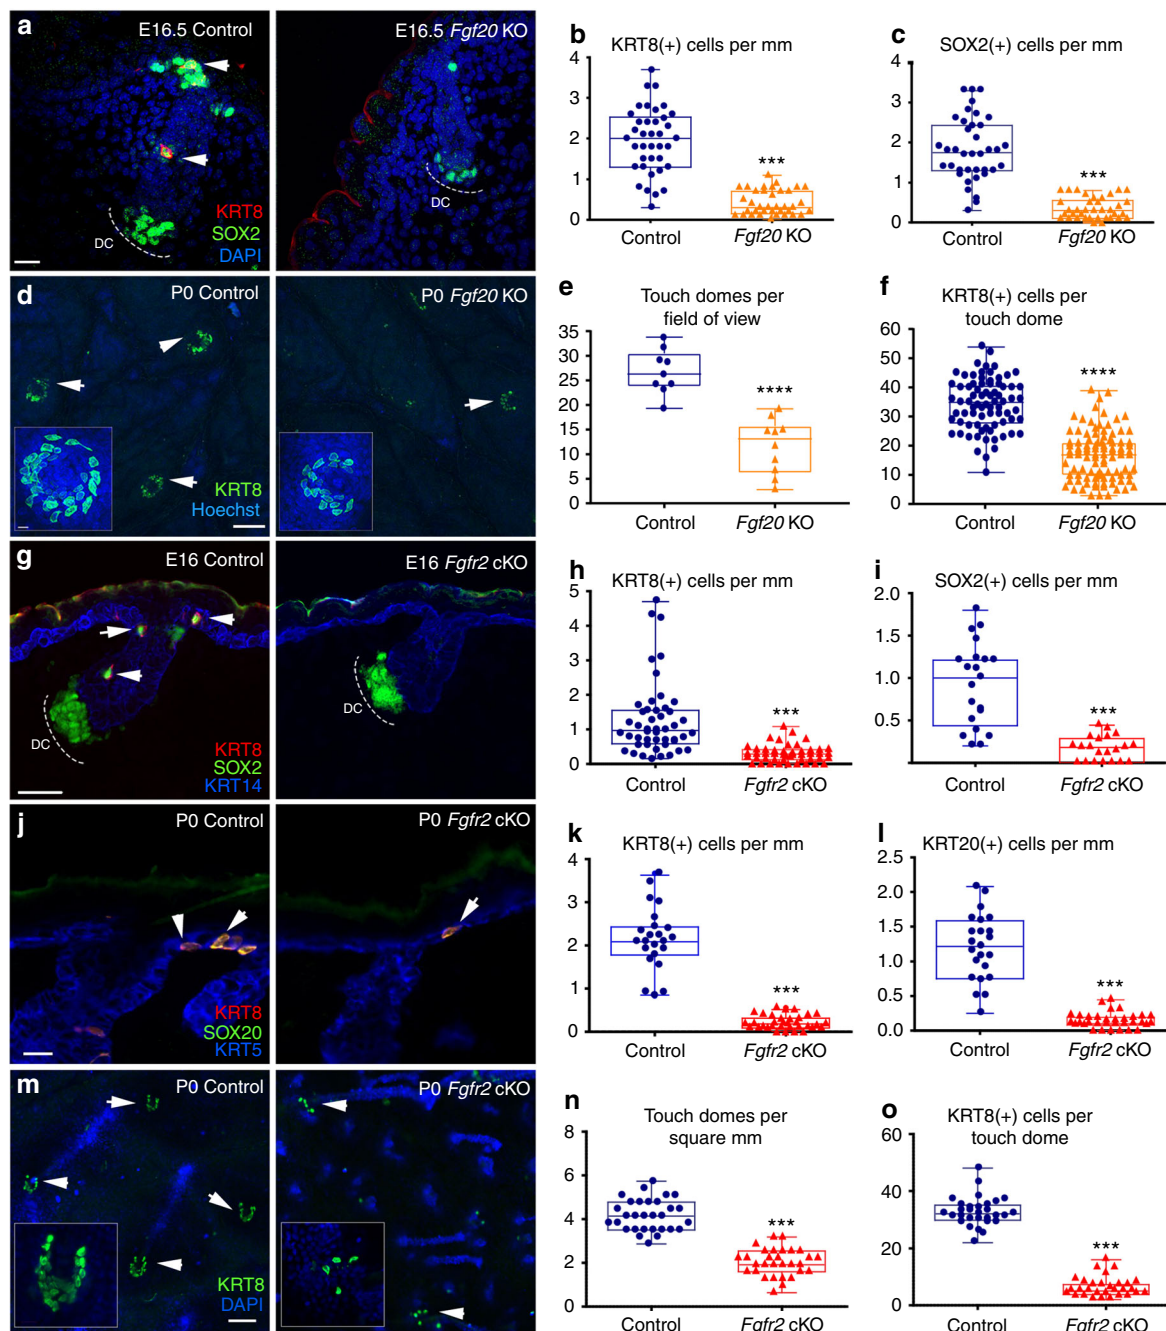 a
E16.5 Control
E16.5 Fgf20 KO
DC
DC
KRT8
SOX2
DAPI
b
KRT8(+) cells per mm
4
3
2
1
0
***
Control
Fgf20 KO
c
SOX2(+) cells per mm
4
3
2
1
0
***
Control
Fgf20 KO
d
P0 Control
P0 Fgf20 KO
KRT8
Hoechst
e
Touch domes per
field of view
35
30
25
20
15
10
5
0
****
Control
Fgf20 KO
f
KRT8(+) cells per
touch dome
60
50
40
30
20
10
0
****
Control
Fgf20 KO
g
E16 Control
E16 Fgfr2 cKO
DC
DC
KRT8
SOX2
KRT14
h
KRT8(+) cells per mm
5
4
3
2
1
0
***
Control
Fgfr2 cKO
i
SOX2(+) cells per mm
2.0
1.5
1.0
0.5
***
Control
Fgfr2 cKO
j
P0 Control
P0 Fgfr2 cKO
KRT8
SOX20
KRT5
k
KRT8(+) cells per mm
4
3
2
1
0
***
Control
Fgfr2 cKO
l
KRT20(+) cells per mm
2.5
2.0
1.5
1.0
0.5
0.0
***
Control
Fgfr2 cKO
m
P0 Control
P0 Fgfr2 cKO
KRT8
DAPI
n
Touch domes per
square mm
8
6
4
2
0
***
Control
Fgfr2 cKO
o
KRT8(+) cells per
touch dome
60
40
20
0
***
Control
Fgfr2 cKO